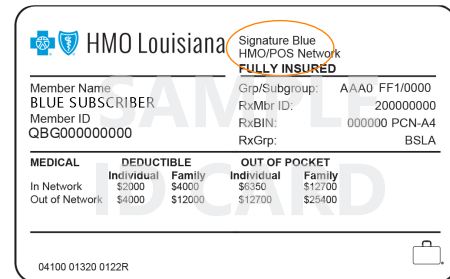 HMO Louisiana
Signature Blue
HMO/POS Network
FULLY INSURED
Member Name
BLUE SUBSCRIBER
Member ID
QBG000000000
Grp/Subgroup: AAA0 FF1/0000
RxMbr ID: 200000000
RxBIN: 000000 PCN-A4
RxGrp: BSLA
SAMPLE
ID CARD
MEDICAL DEDUCTIBLE OUT OF POCKET
Individual Family Individual Family
In Network $2000 $4000 $6350 $12700
Out of Network $4000 $12000 $12700 $25400
04100 01320 0122R